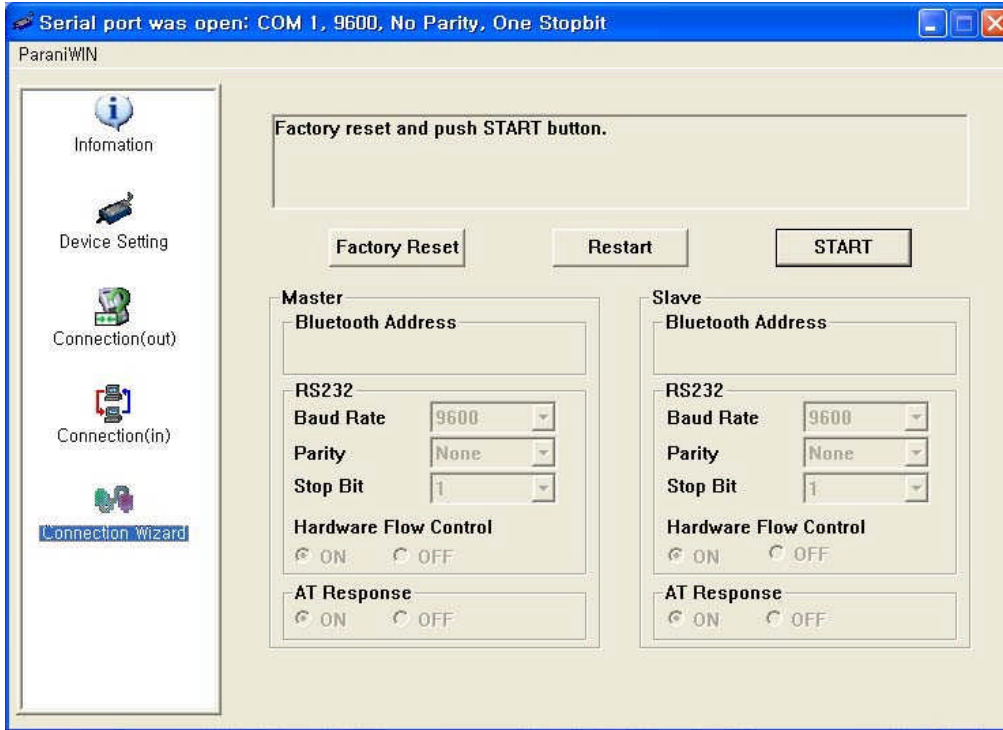 Serial port was open: COM 1, 9600, No Parity, One Stopbit
ParaniWIN
Infomation
Device Setting
Connection(out)
Connection(in)
Connection Wizard
Factory reset and push START button.
Factory Reset
Restart
START
Master
Bluetooth Address
RS232
Baud Rate 9600
Parity None
Stop Bit 1
Hardware Flow Control
ON OFF
AT Response
ON OFF
Slave
Bluetooth Address
RS232
Baud Rate 9600
Parity None
Stop Bit 1
Hardware Flow Control
ON OFF
AT Response
ON OFF